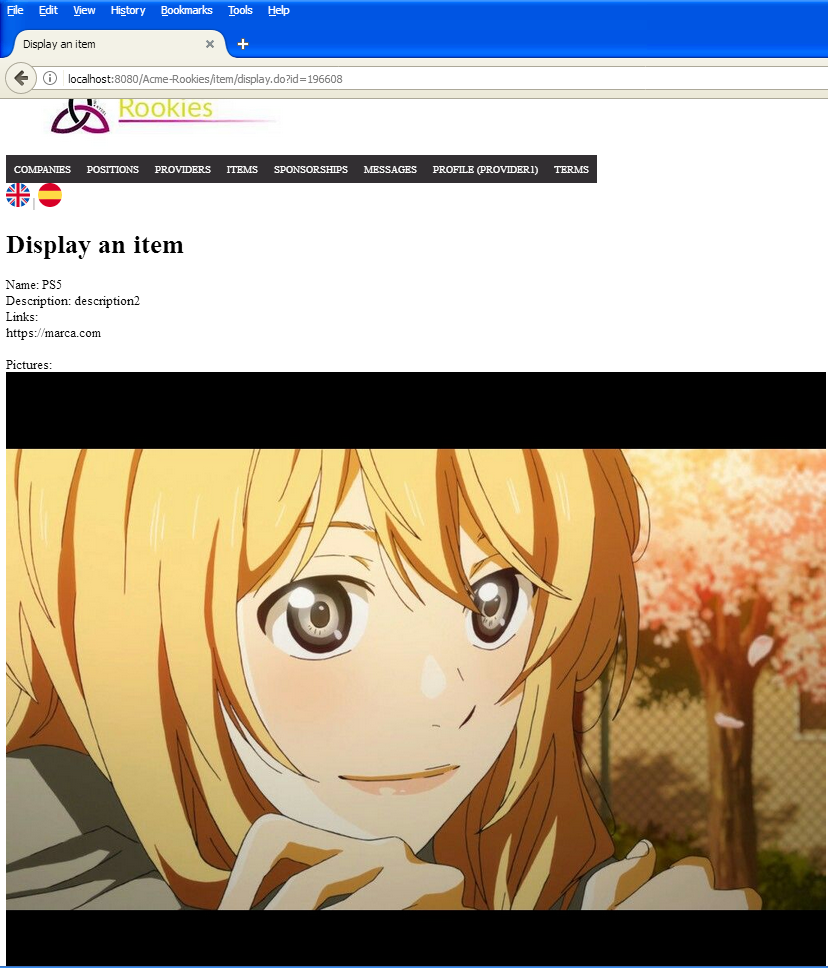 File Edit View History Bookmarks Tools Help
Display an item
localhost:8080/Acme-Rookies/item/display.do?id=196608
Rookies
COMPANIES POSITIONS PROVIDERS ITEMS SPONSORSHIPS MESSAGES PROFILE (PROVIDER1) TERMS
|
Display an item
Name: PS5
Description: description2
Links:
https://marca.com
Pictures: